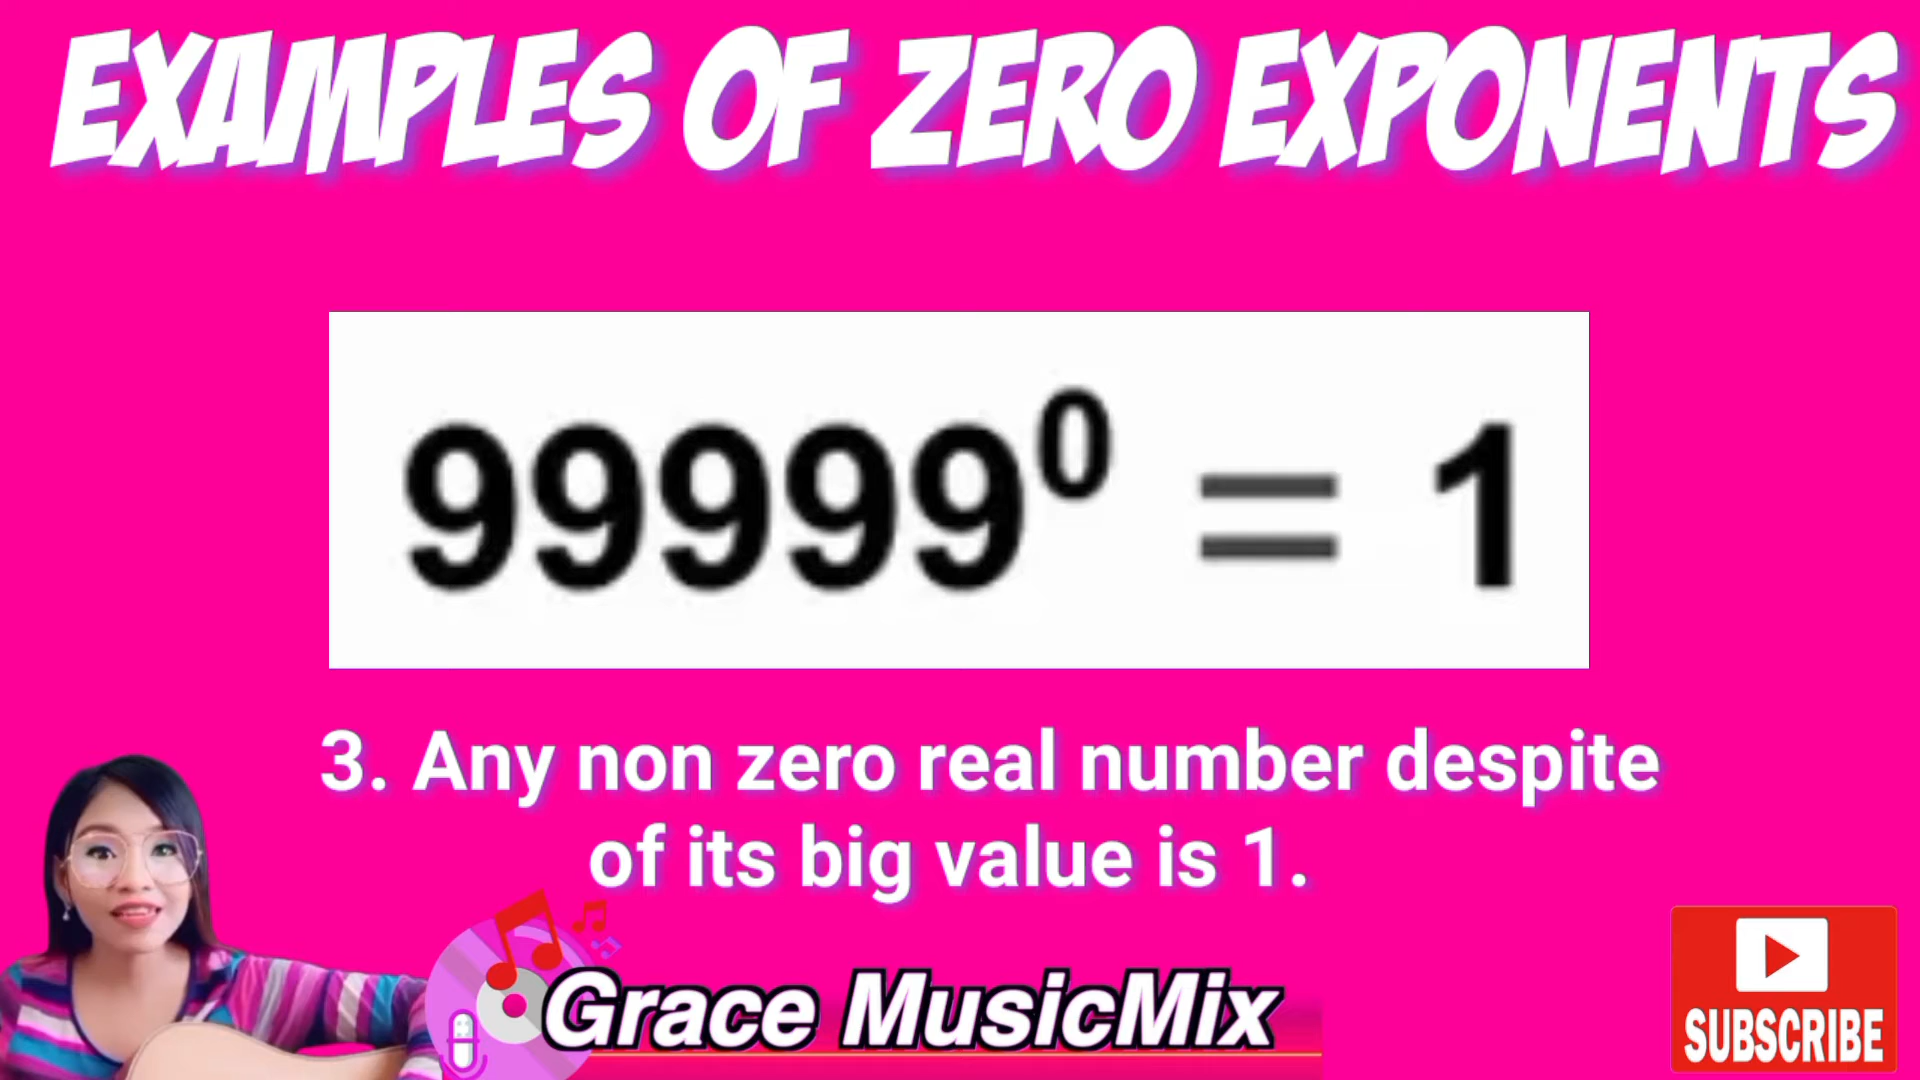 EXAMPLES OF ZERO EXPONENTS
99999⁰ = 1
3. Any non zero real number despite
of its big value is 1.
Grace MusicMix
SUBSCRIBE